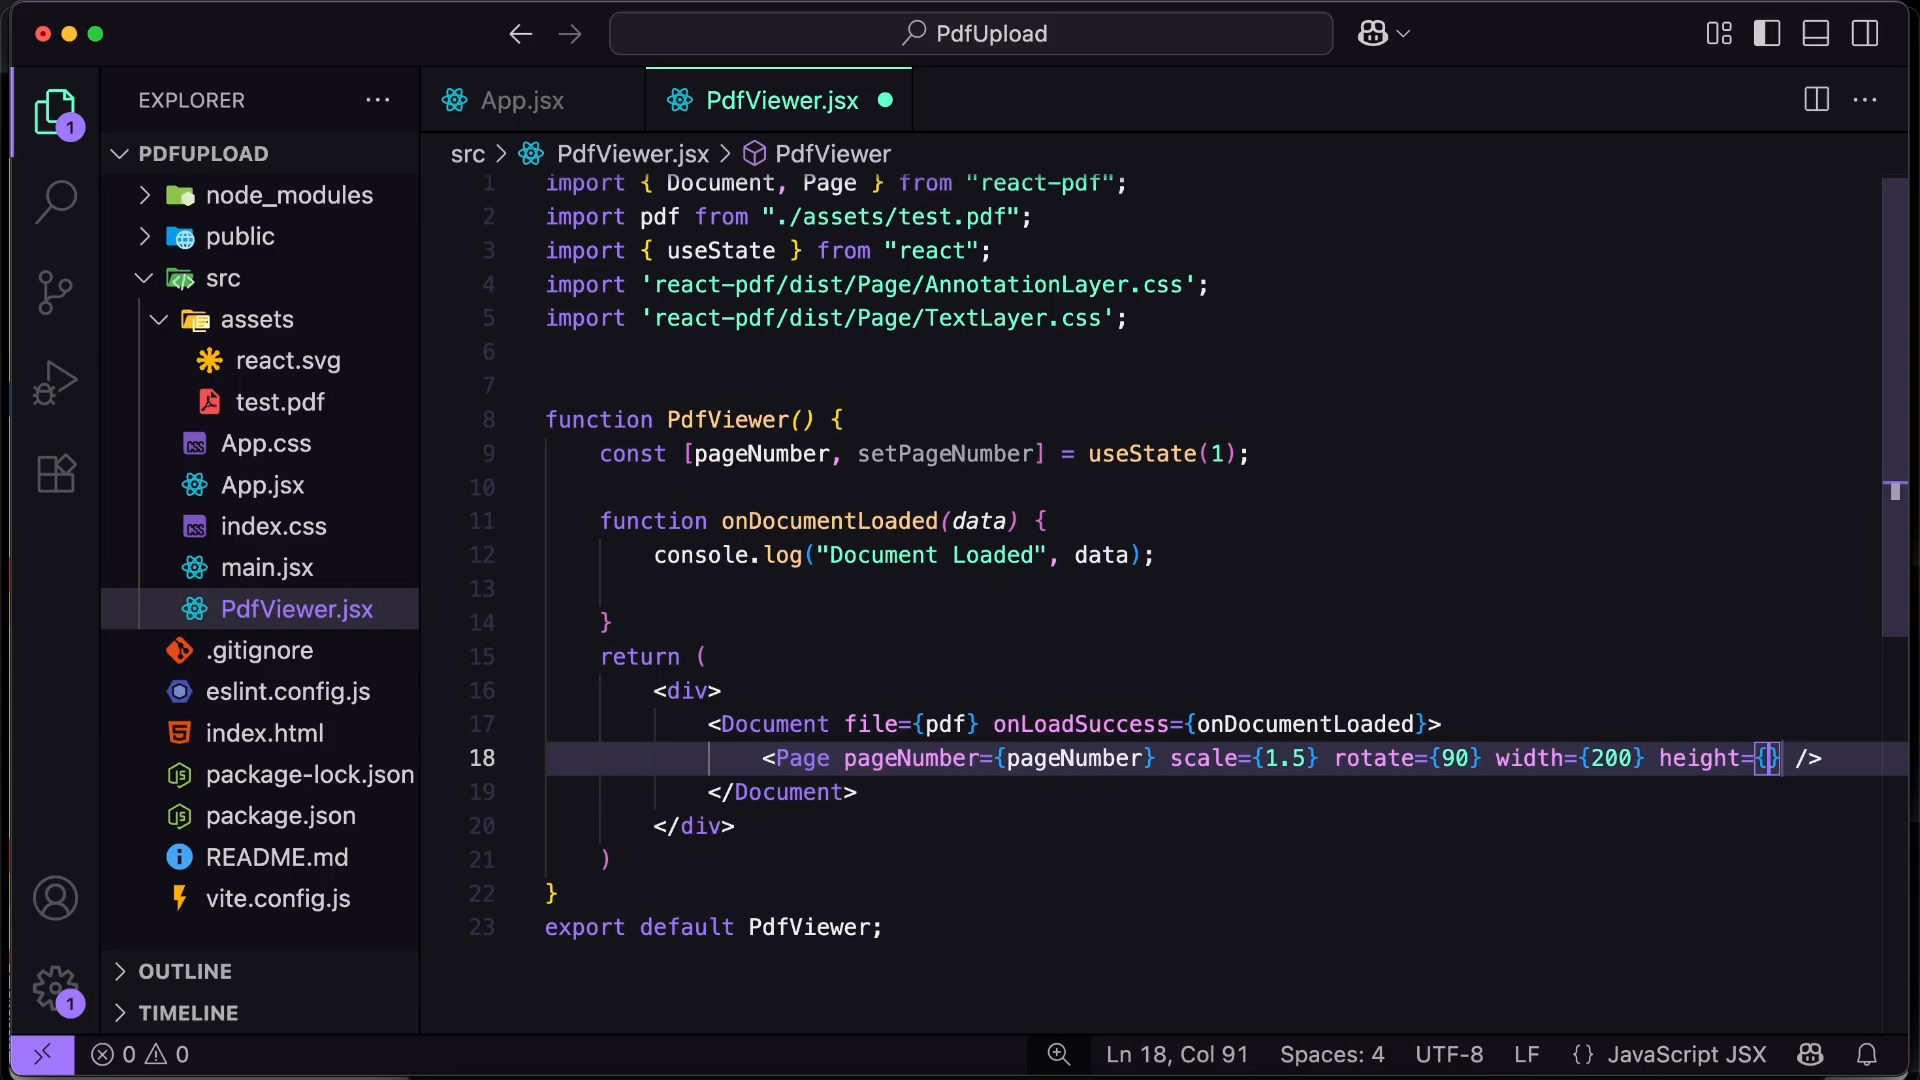 PdfUpload
EXPLORER
App.jsx
PdfViewer.jsx
1
PDFUPLOAD
src > PdfViewer.jsx > PdfViewer
node_modules
public
src
assets
react.svg
test.pdf
App.css
App.jsx
index.css
main.jsx
PdfViewer.jsx
.gitignore
eslint.config.js
index.html
package-lock.json
package.json
README.md
vite.config.js
OUTLINE
TIMELINE
1
1 import { Document, Page } from "react-pdf";
2 import pdf from "./assets/test.pdf";
3 import { useState } from "react";
4 import 'react-pdf/dist/Page/AnnotationLayer.css';
5 import 'react-pdf/dist/Page/TextLayer.css';
6
7
8 function PdfViewer() {
9 const [pageNumber, setPageNumber] = useState(1);
10
11 function onDocumentLoaded(data) {
12 console.log("Document Loaded", data);
13
14 }
15 return (
16 <div>
17 <Document file={pdf} onLoadSuccess={onDocumentLoaded}>
18 <Page pageNumber={pageNumber} scale={1.5} rotate={90} width={200} height={} />
19 </Document>
20 </div>
21 )
22 }
23 export default PdfViewer;
0 0
Ln 18, Col 91
Spaces: 4
UTF-8
LF
{} JavaScript JSX